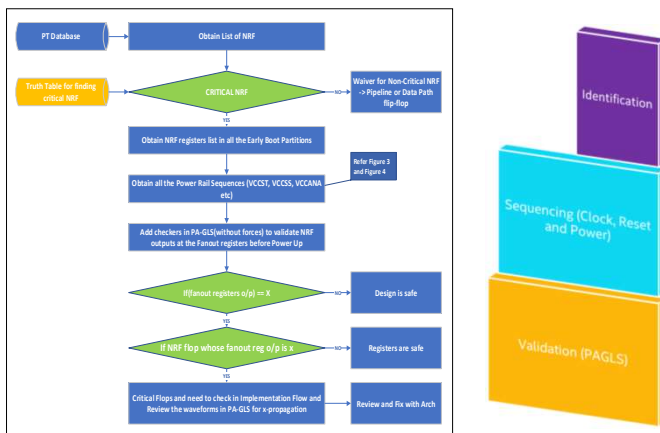 PT Database
Obtain List of NRF
Truth Table for finding
critical NRF
CRITICAL NRF
NO
Waiver for Non-Critical NRF
-> Pipeline or Data Path
flip-flop
YES
Obtain NRF registers list in all the Early Boot Partitions
Refer Figure 3
and Figure 4
Obtain all the Power Rail Sequences (VCCST, VCCSS, VCCANA
etc)
Add checkers in PA-GLS(without forces) to validate NRF
outputs at the Fanout registers before Power Up
If(fanout registers o/p) == X
NO
Design is safe
YES
If NRF flop whose fanout reg o/p is x
NO
Registers are safe
YES
Critical Flops and need to check in Implementation Flow and
Review the waveforms in PA-GLS for x-propagation
Review and Fix with Arch
Identification
Sequencing (Clock, Reset
and Power)
Validation (PAGLS)